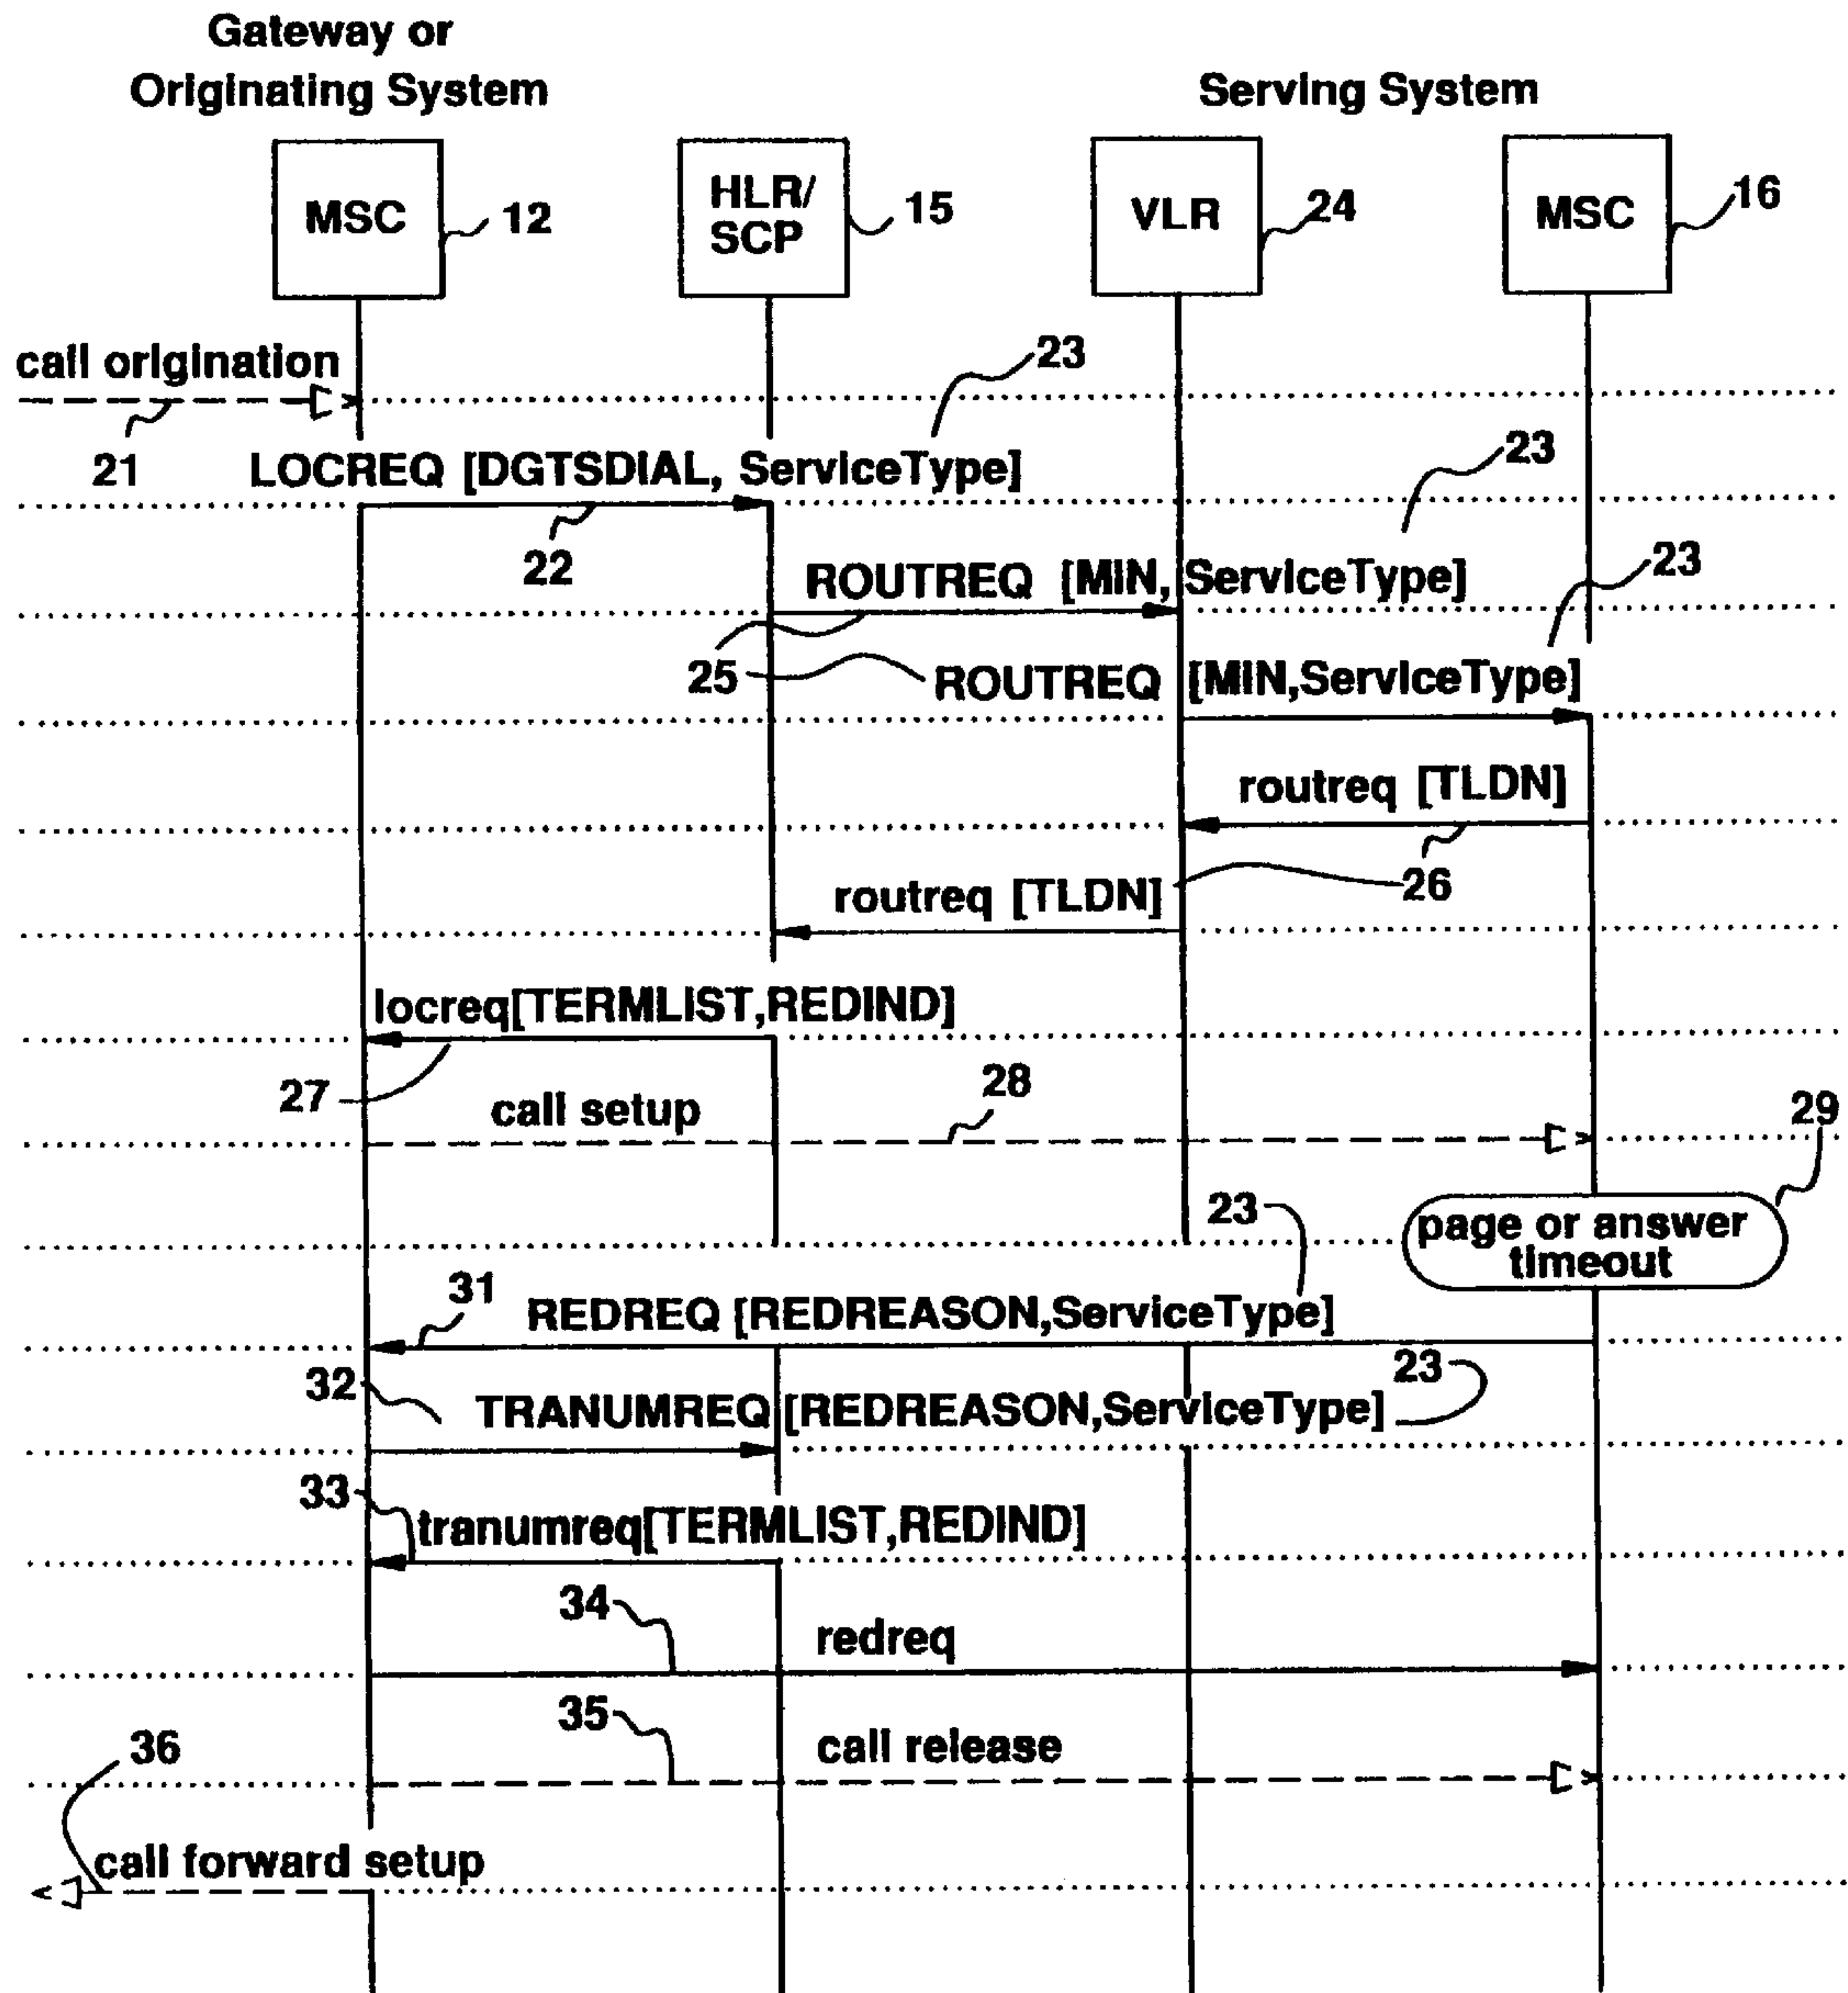 Gateway or
Originating System
Serving System
MSC
12
HLR/
SCP
15
VLR
24
MSC
16
call origination
23
21
LOCREQ [DGTSDIAL, ServiceType]
23
22
ROUTREQ [MIN, ServiceType]
23
25
ROUTREQ [MIN,ServiceType]
routreq [TLDN]
26
routreq [TLDN]
locreq[TERMLIST,REDIND]
27
call setup
28
29
page or answer
timeout
23
31
REDREQ [REDREASON,ServiceType]
32
TRANUMREQ [REDREASON,ServiceType]
23
33
tranumreq[TERMLIST,REDIND]
34
redreq
35
call release
36
call forward setup